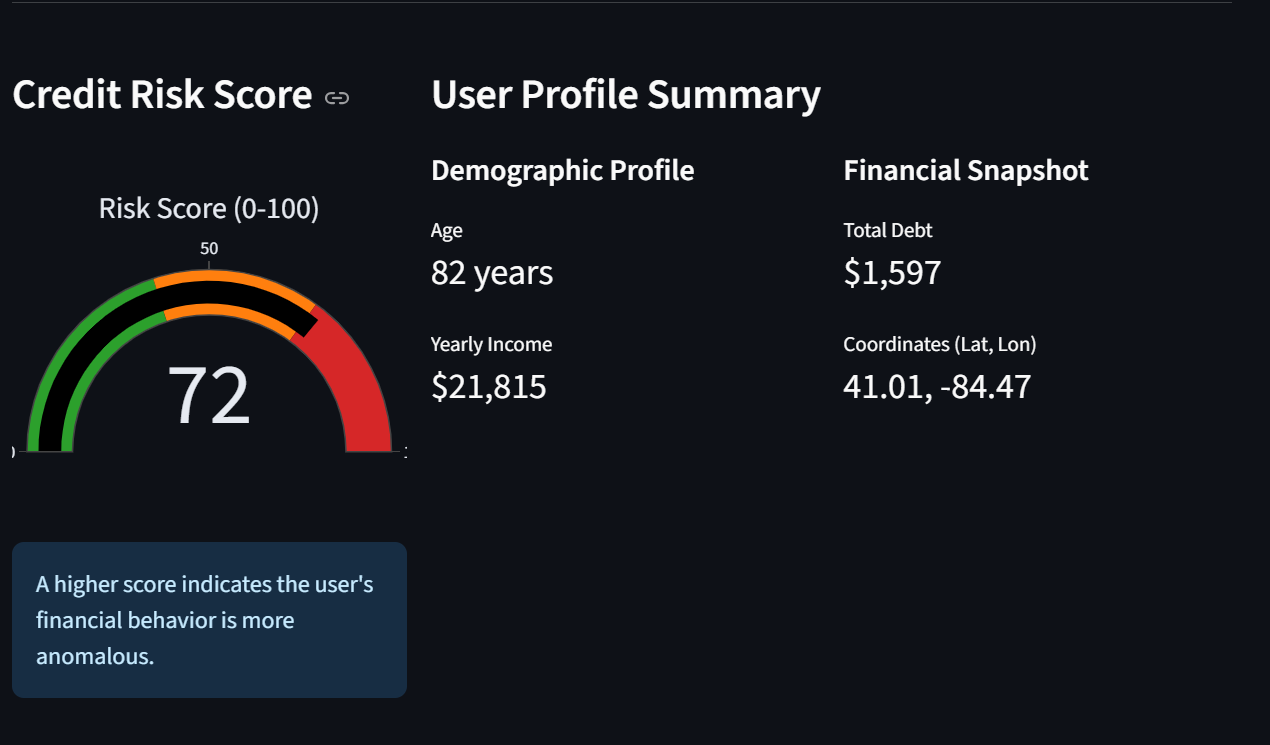 Credit Risk Score
User Profile Summary
Demographic Profile
Financial Snapshot
Risk Score (0-100)
50
72
Age
82 years
Total Debt
$1,597
Yearly Income
$21,815
Coordinates (Lat, Lon)
41.01, -84.47
A higher score indicates the user's
financial behavior is more
anomalous.